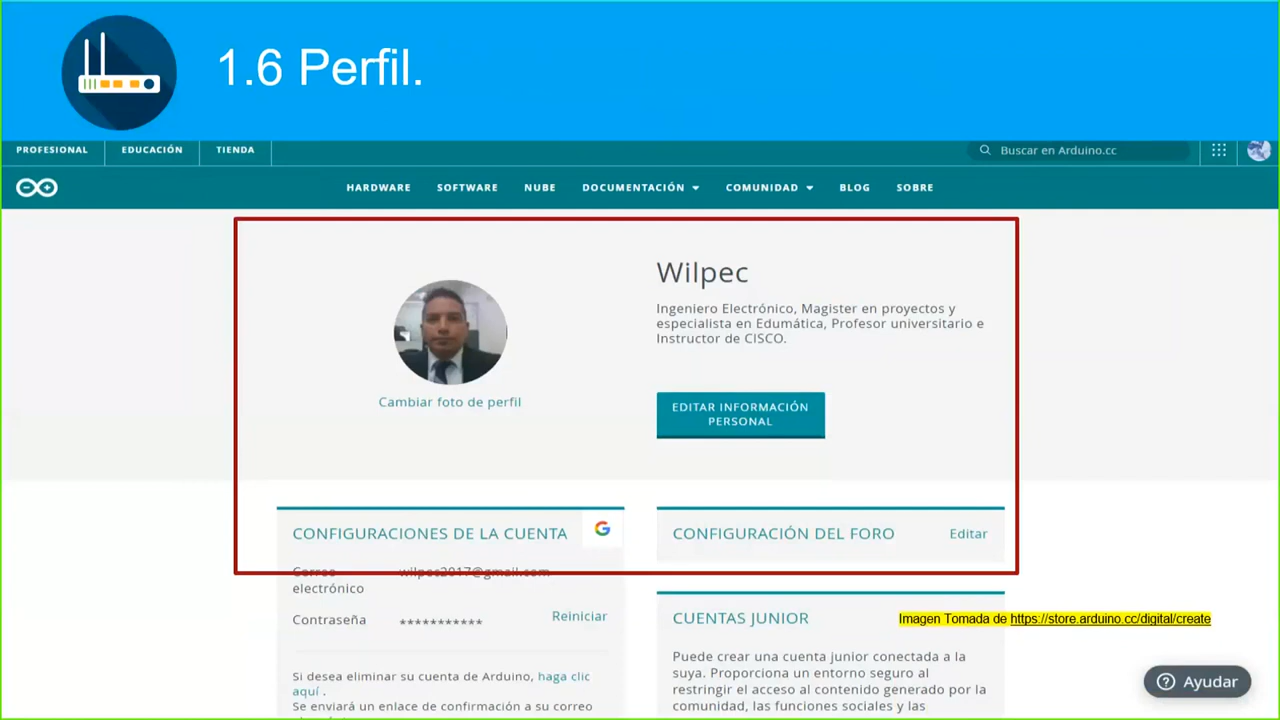 1.6 Perfil.
PROFESIONAL EDUCACIÓN TIENDA Buscar en Arduino.cc
HARDWARE SOFTWARE NUBE DOCUMENTACIÓN COMUNIDAD BLOG SOBRE
Wilpec
Ingeniero Electrónico, Magister en proyectos y
especialista en Edumática, Profesor universitario e
Instructor de CISCO.
Cambiar foto de perfil
EDITAR INFORMACIÓN
PERSONAL
CONFIGURACIONES DE LA CUENTA
Correo wilpec2017@gmail.com
electrónico
Contraseña *********** Reiniciar
Si desea eliminar su cuenta de Arduino, haga clic
aquí .
Se enviará un enlace de confirmación a su correo
CONFIGURACIÓN DEL FORO Editar
CUENTAS JUNIOR
Imagen Tomada de https://store.arduino.cc/digital/create
Puede crear una cuenta junior conectada a la
suya. Proporciona un entorno seguro al
restringir el acceso al contenido generado por la
comunidad, las funciones sociales y las
Ayudar